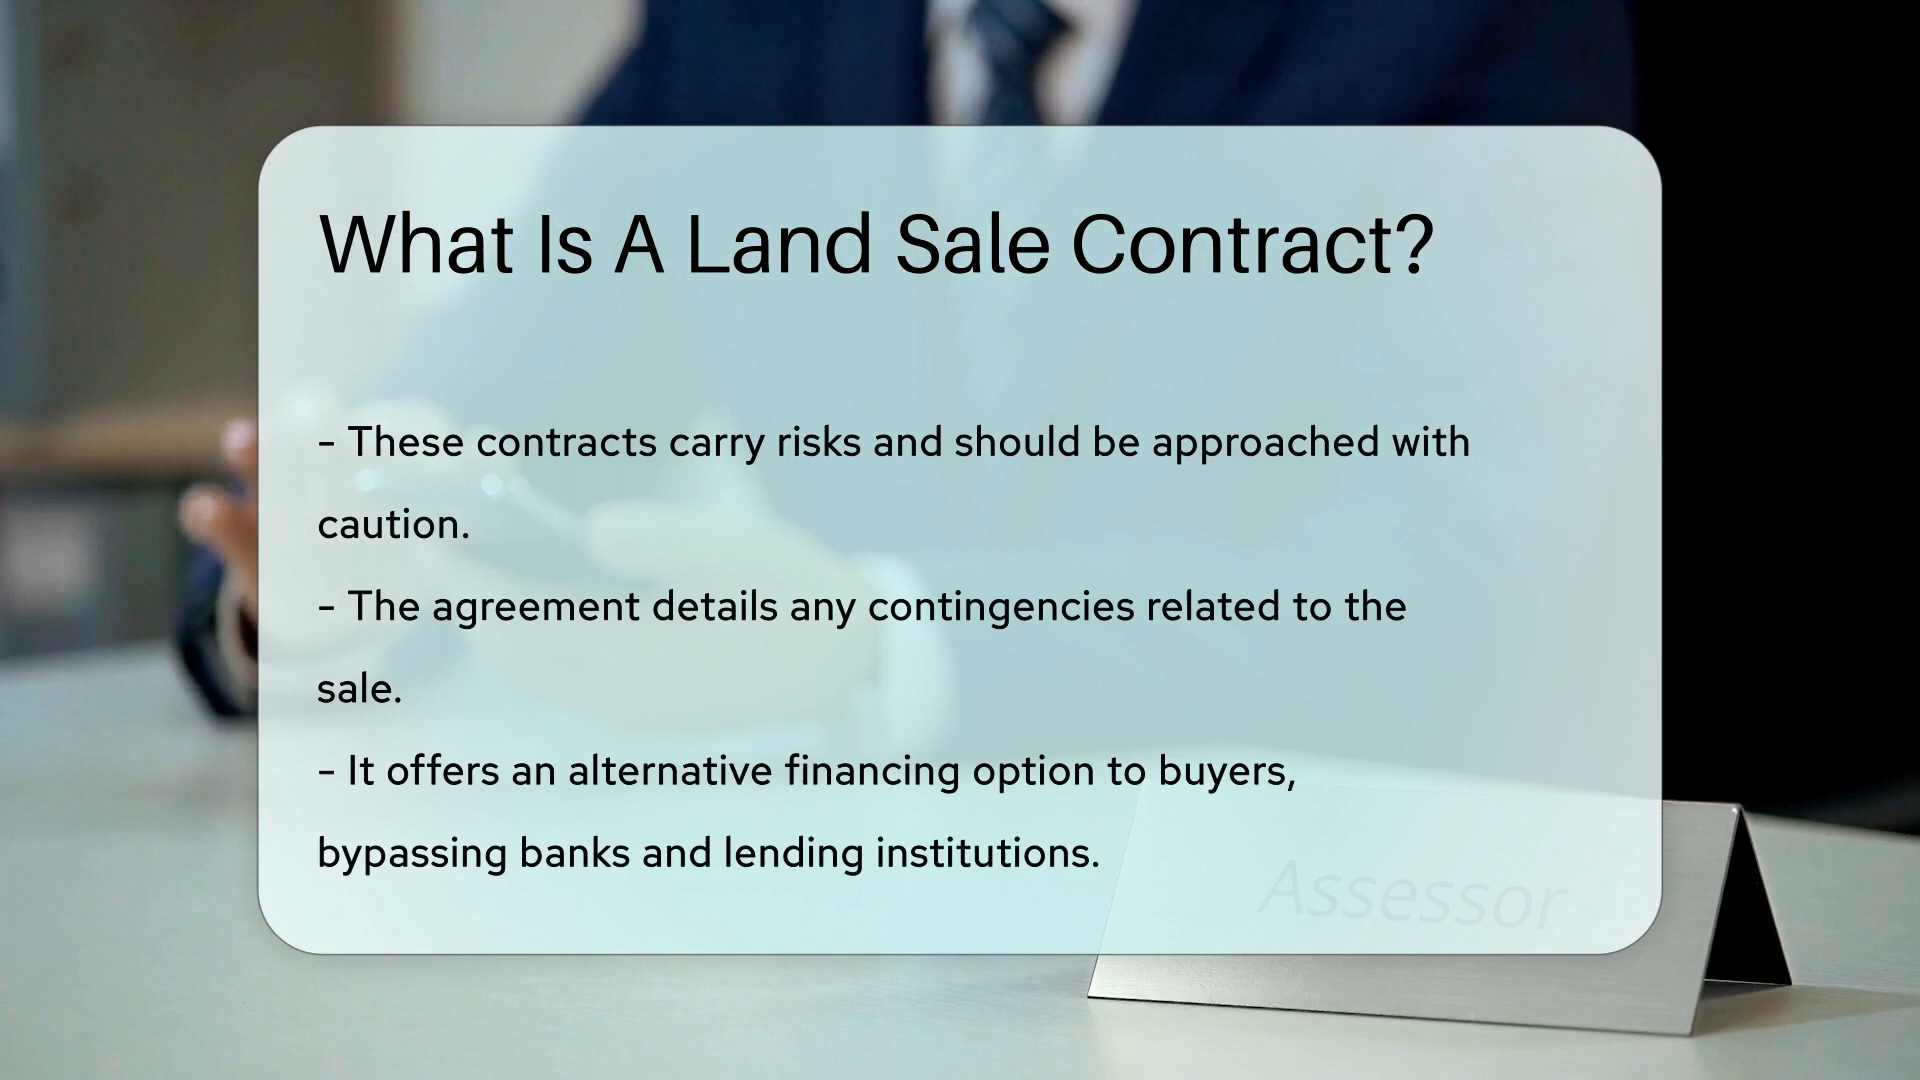 What Is A Land Sale Contract?
- These contracts carry risks and should be approached with
caution.
- The agreement details any contingencies related to the
sale.
- It offers an alternative financing option to buyers,
bypassing banks and lending institutions.
Assessor